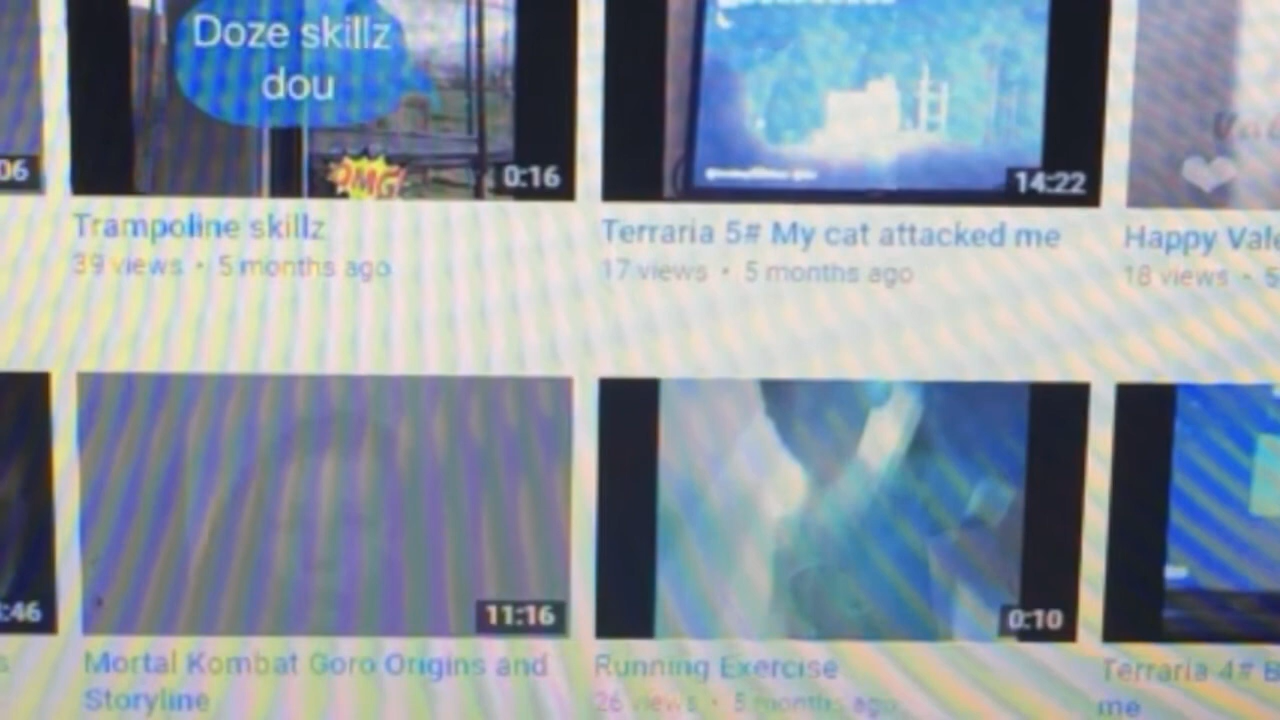 Doze skillz
dou
OMG!
06
0:16
14:22
Trampoline skillz
Terraria 5# My cat attacked me
Happy Vale
39 views • 5 months ago
17 views • 5 months ago
18 views • 5
:46
11:16
0:10
s
Mortal Kombat Goro Origins and
Storyline
Running Exercise
26 views • 5 months ago
Terraria 4# B
me